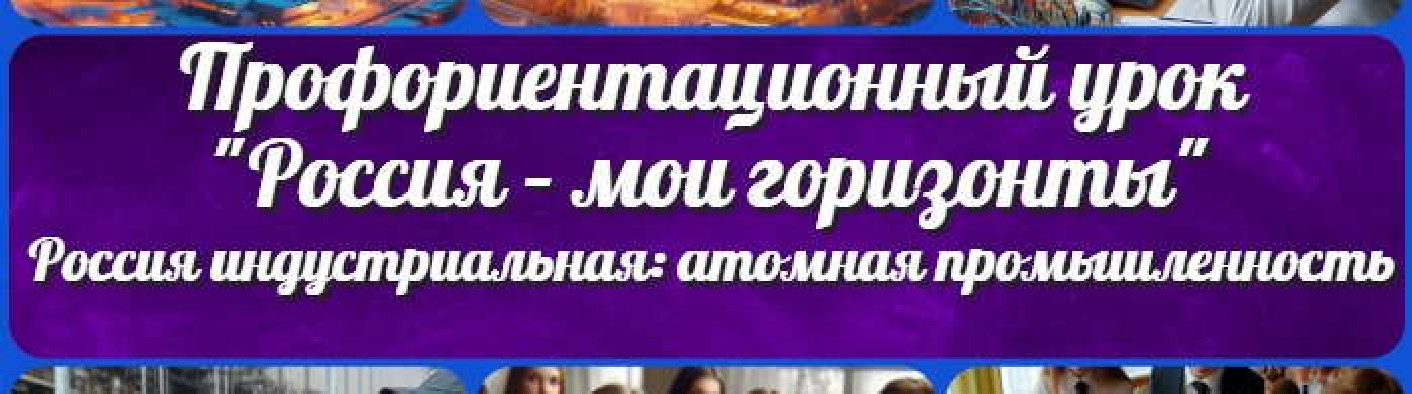 Профориентационный урок
"Россия – мои горизонты"
Россия индустриальная: атомная промышленность